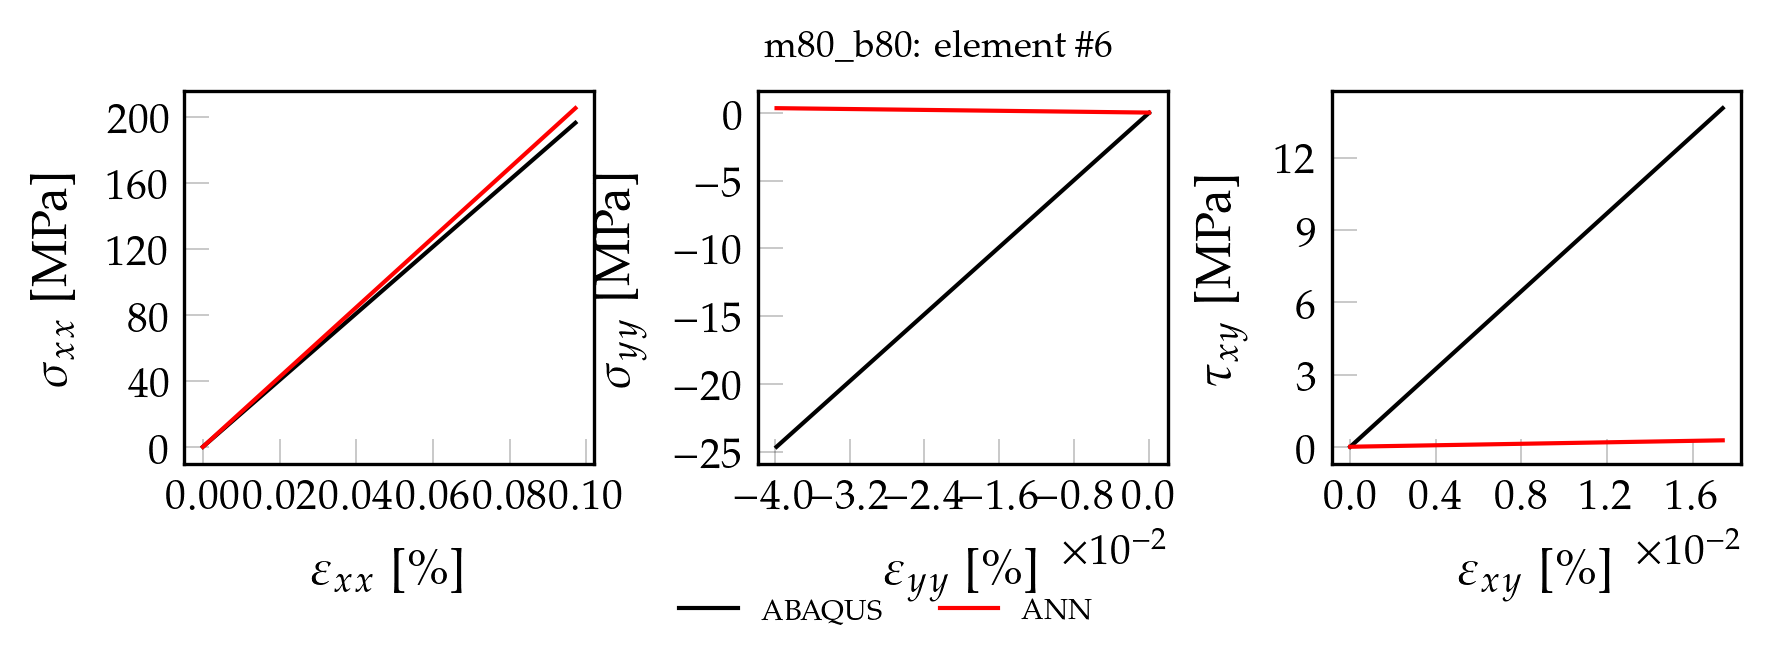 m80_b80: element #6
σxx [MPa]
200
160
120
80
40
0
0.00 0.02 0.04 0.06 0.08 0.10
εxx [%]
σyy [MPa]
0
−5
−10
−15
−20
−25
−4.0 −3.2 −2.4 −1.6 −0.8 0.0
×10−2
εyy [%]
τxy [MPa]
12
9
6
3
0
0.0 0.4 0.8 1.2 1.6
×10−2
εxy [%]
ABAQUS ANN